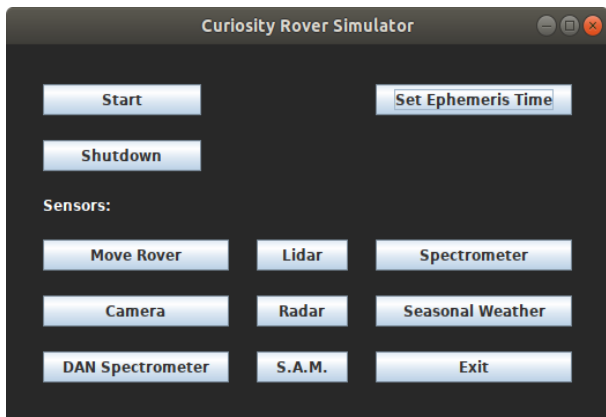 Curiosity Rover Simulator
Start
Set Ephemeris Time
Shutdown
Sensors:
Move Rover
Lidar
Spectrometer
Camera
Radar
Seasonal Weather
DAN Spectrometer
S.A.M.
Exit